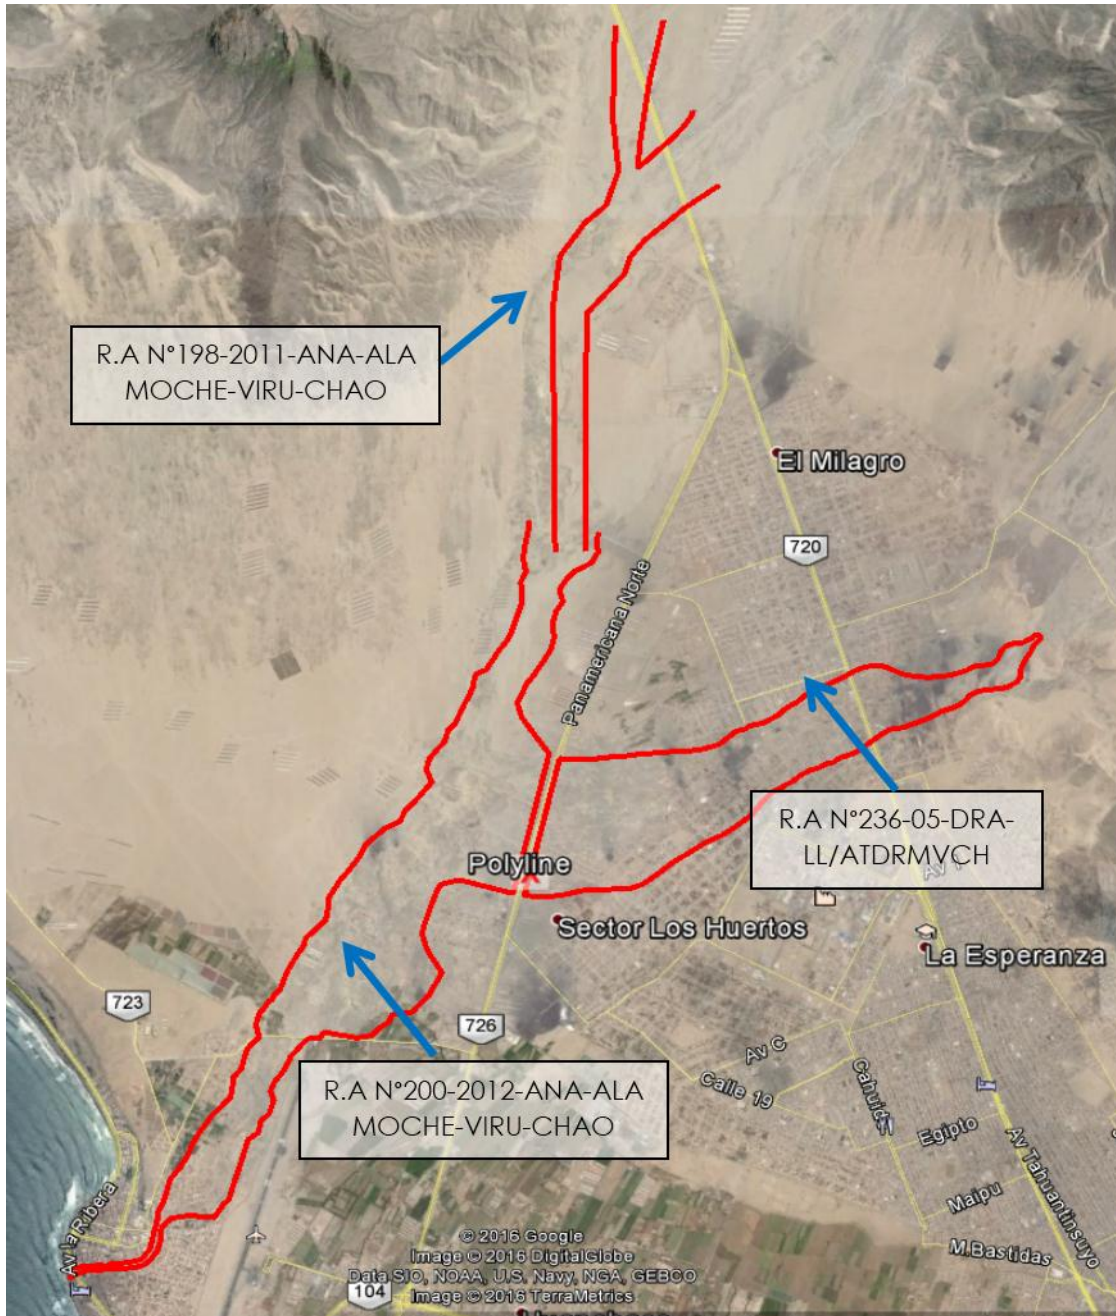 R.A N°198-2011-ANA-ALA
MOCHE-VIRU-CHAO
El Milagro
720
Panamericana Norte
R.A N°236-05-DRA-
LL/ATDRMVCH
Polyline
Sector Los Huertos
La Esperanza
723
726
Av C
Calle 19
R.A N°200-2012-ANA-ALA
MOCHE-VIRU-CHAO
Egipto
Av Tahuantinsuyo
Maipu
M.Bastidas
Av la Ribera
© 2016 Google
Image © 2016 DigitalGlobe
Data SIO, NOAA, U.S. Navy, NGA, GEBCO
Image © 2016 TerraMetrics
104